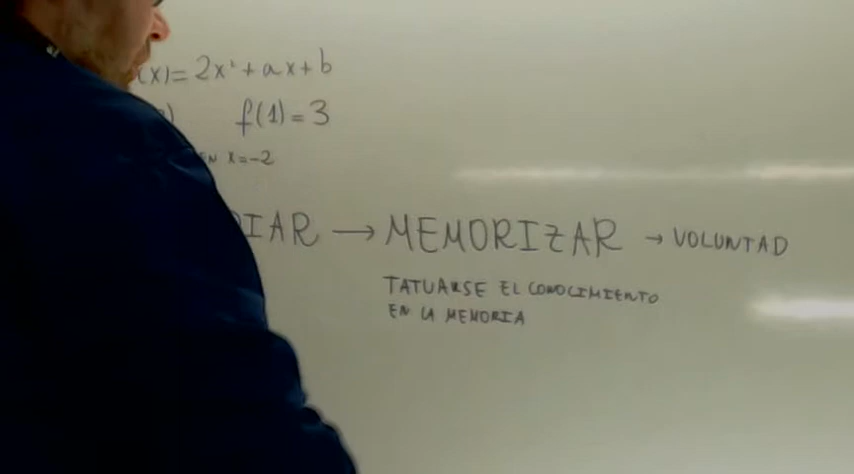 (x)=2x²+ax+b
) f(1)=3
EN x=-2
IAR → MEMORIZAR → VOLUNTAD
TATUARSE EL CONOCIMIENTO
EN LA MEMORIA